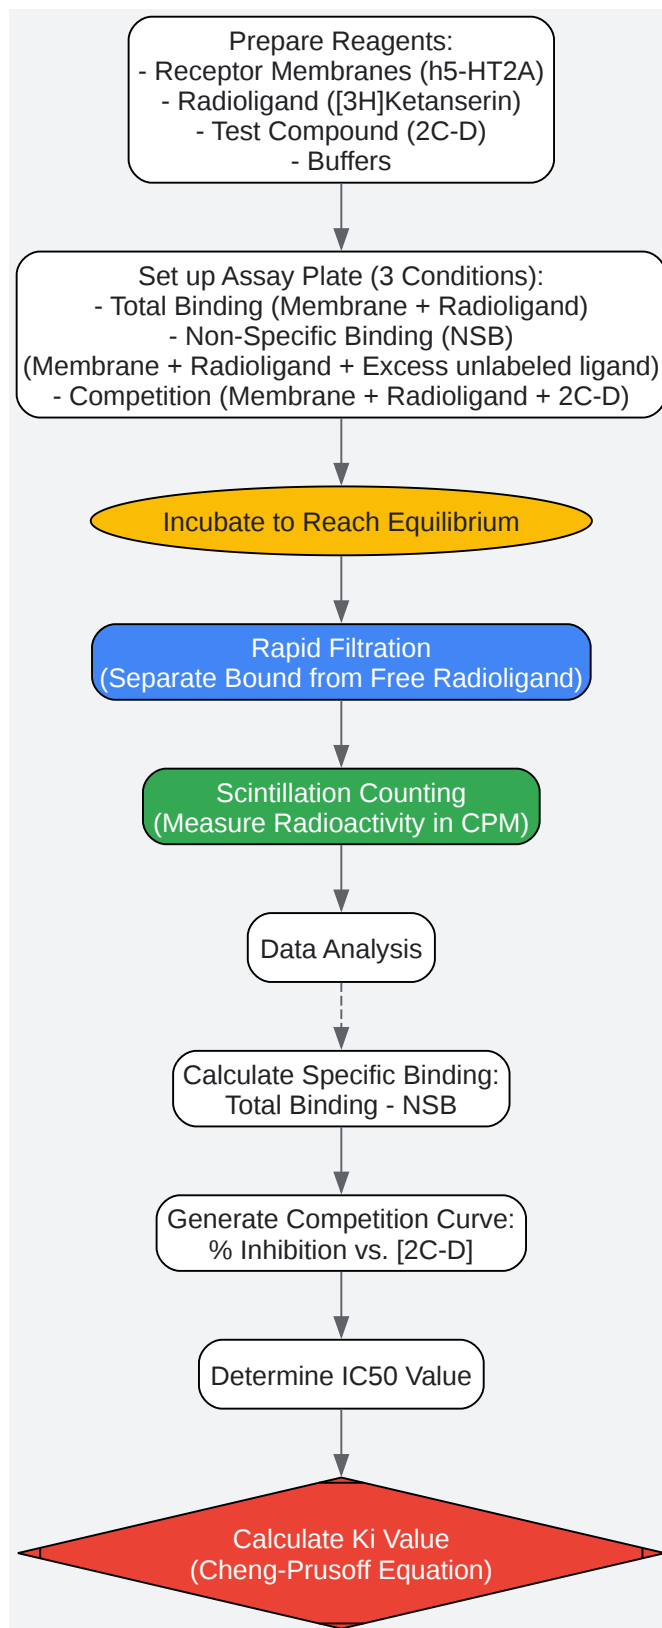 Prepare Reagents:
- Receptor Membranes (h5-HT2A)
- Radioligand ([3H]Ketanserin)
- Test Compound (2C-D)
- Buffers
Set up Assay Plate (3 Conditions):
- Total Binding (Membrane + Radioligand)
- Non-Specific Binding (NSB)
(Membrane + Radioligand + Excess unlabeled ligand)
- Competition (Membrane + Radioligand + 2C-D)
Incubate to Reach Equilibrium
Rapid Filtration
(Separate Bound from Free Radioligand)
Scintillation Counting
(Measure Radioactivity in CPM)
Data Analysis
Calculate Specific Binding:
Total Binding - NSB
Generate Competition Curve:
% Inhibition vs. [2C-D]
Determine IC50 Value
Calculate Ki Value
(Cheng-Prusoff Equation)